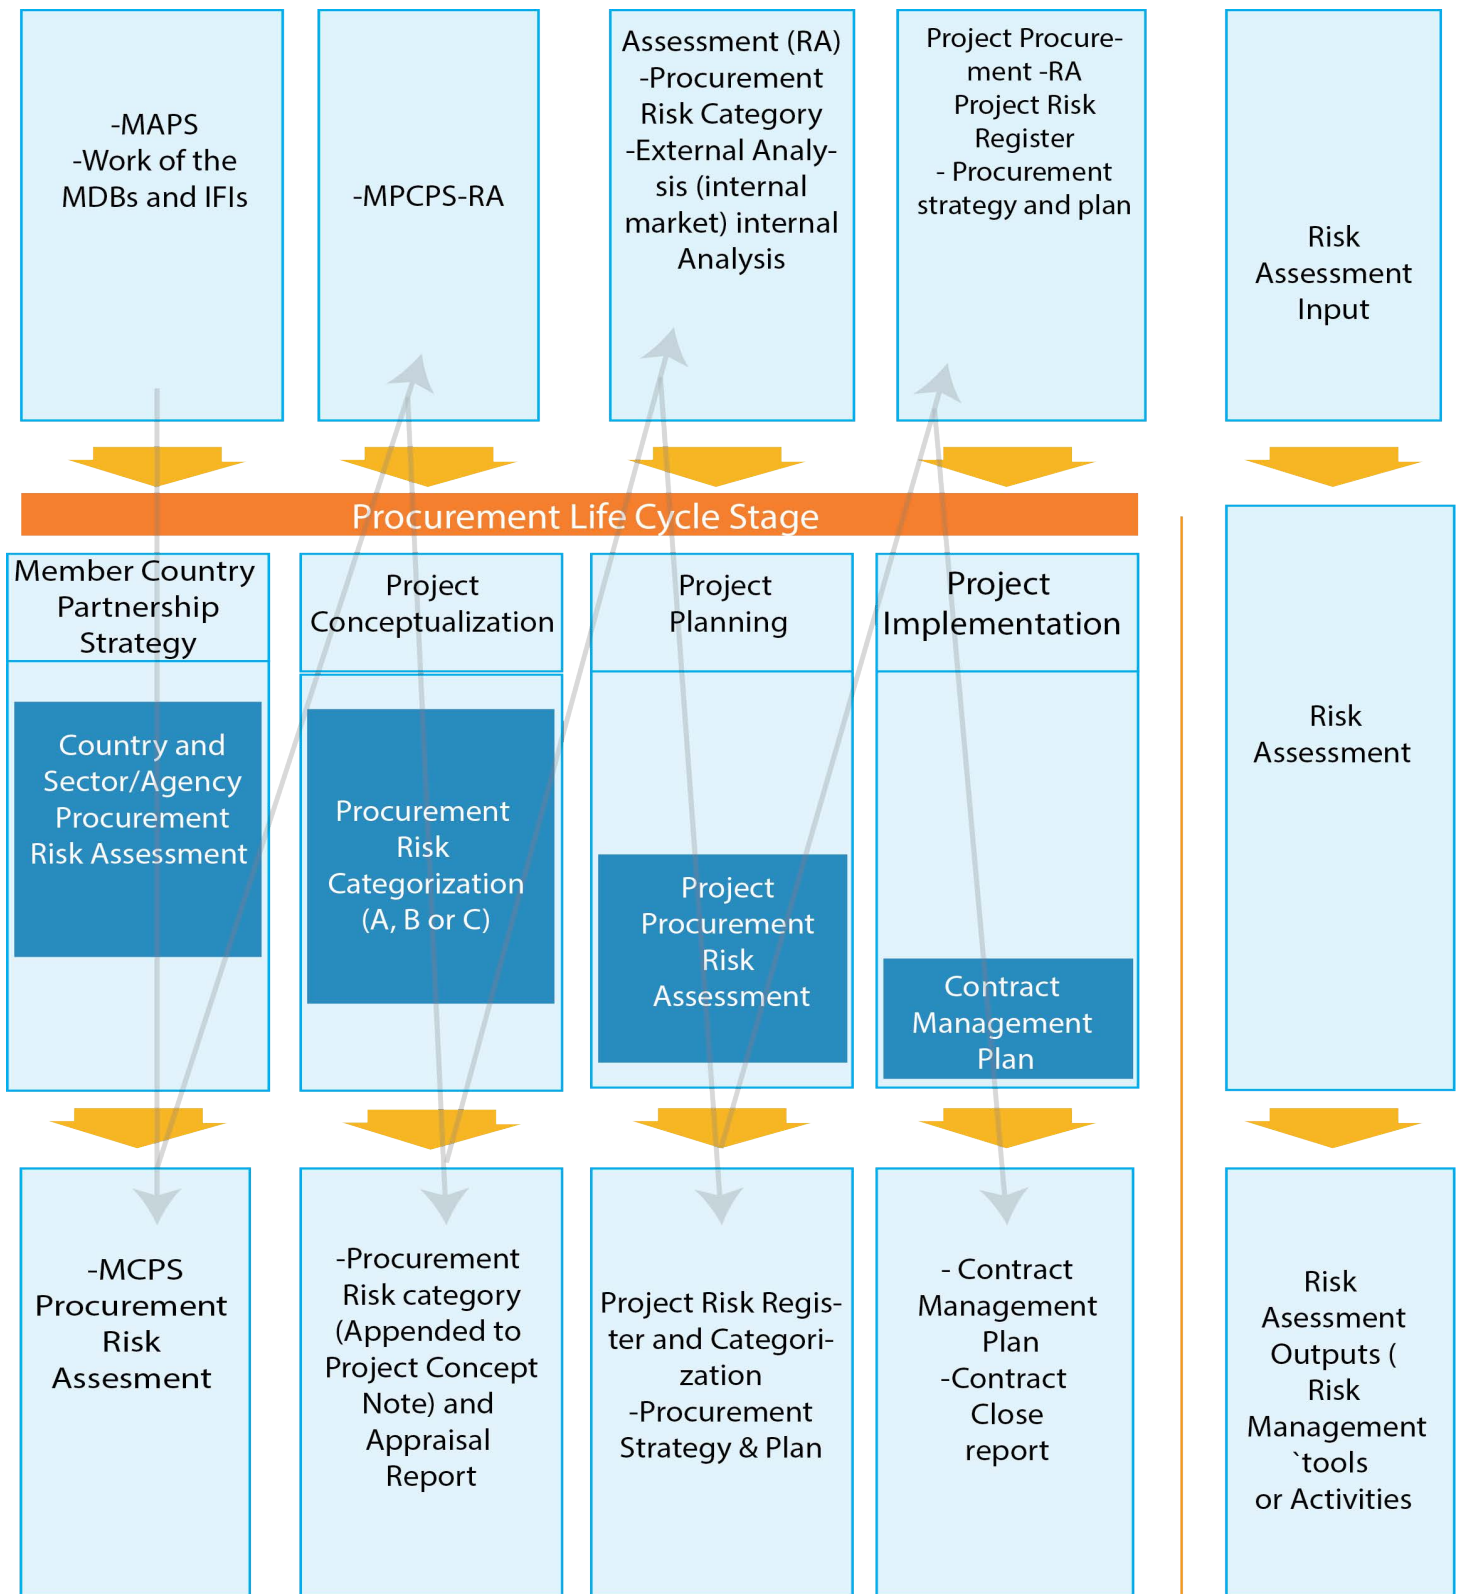 -MAPS
-Work of the
MDBs and IFIs
-MPCPS-RA
Assessment (RA)
-Procurement
Risk Category
-External Analy-
sis (internal
market) internal
Analysis
Project Procure-
ment -RA
Project Risk
Register
- Procurement
strategy and plan
Risk
Assessment
Input
Procurement Life Cycle Stage
Member Country
Partnership
Strategy
Project
Conceptualization
Project
Planning
Project
Implementation
Country and
Sector/Agency
Procurement
Risk Assessment
Procurement
Risk
Categorization
(A, B or C)
Project
Procurement
Risk
Assessment
Contract
Management
Plan
Risk
Assessment
-MCPS
Procurement
Risk
Assesment
-Procurement
Risk category
(Appended to
Project Concept
Note) and
Appraisal
Report
Project Risk Regis-
ter and Categori-
zation
-Procurement
Strategy & Plan
- Contract
Management
Plan
-Contract
Close
report
Risk
Asessment
Outputs (
Risk
Management
`tools
or Activities